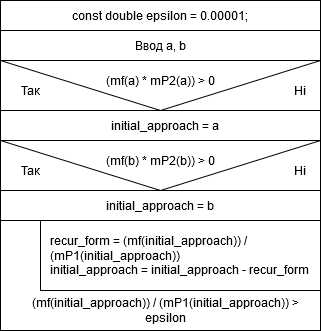 const double epsilon = 0.00001;
Ввод a, b
(mf(a) * mP2(a)) > 0
Так
Ні
initial_approach = a
(mf(b) * mP2(b)) > 0
Так
Ні
initial_approach = b
recur_form = (mf(initial_approach)) /
(mP1(initial_approach))
initial_approach = initial_approach - recur_form
(mf(initial_approach)) / (mP1(initial_approach)) >
epsilon